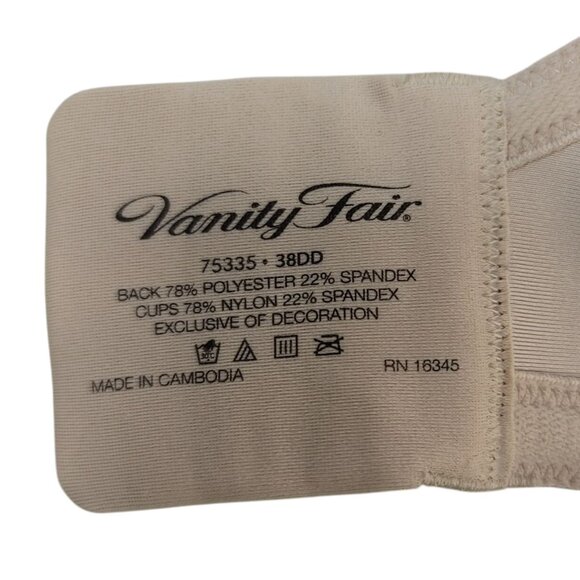 Vanity Fair®
75335 • 38DD
BACK 78% POLYESTER 22% SPANDEX
CUPS 78% NYLON 22% SPANDEX
EXCLUSIVE OF DECORATION
30°C
MADE IN CAMBODIA
RN 16345